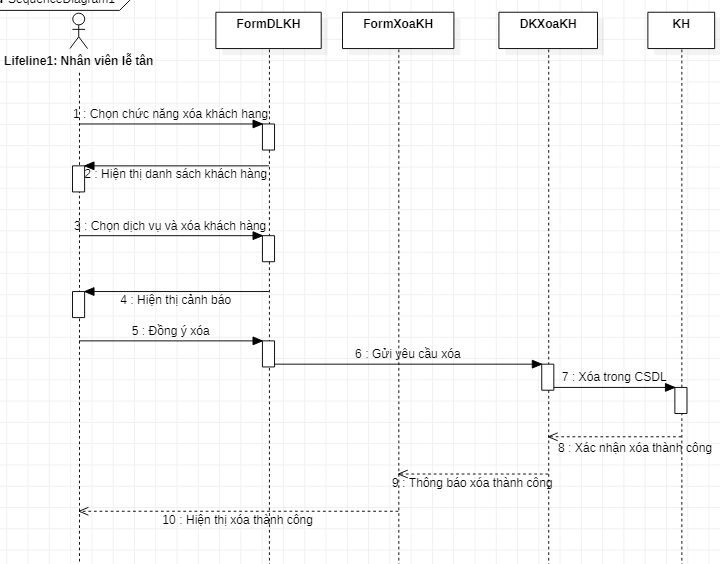 SequenceDiagram1
FormDLKH
FormXoaKH
DKXoaKH
KH
Lifeline1: Nhân viên lễ tân
1 : Chọn chức năng xóa khách hang
2 : Hiện thị danh sách khách hàng
3 : Chọn dịch vụ và xóa khách hàng
4 : Hiện thị cảnh báo
5 : Đồng ý xóa
6 : Gửi yêu cầu xóa
7 : Xóa trong CSDL
8 : Xác nhận xóa thành công
9 : Thông báo xóa thành công
10 : Hiện thị xóa thành công